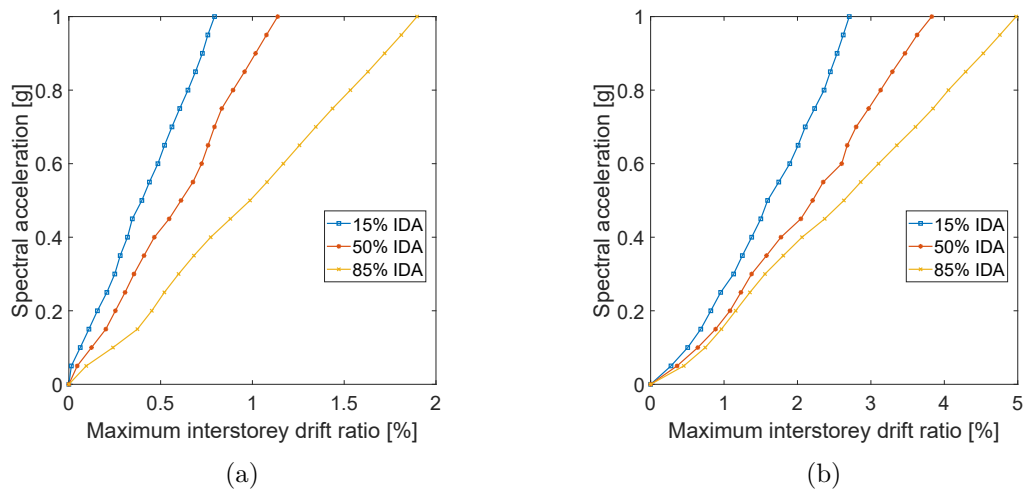 1
0.8
0.6
0.4
0.2
0
Spectral acceleration [g]
15% IDA
50% IDA
85% IDA
0 0.5 1 1.5 2
Maximum interstorey drift ratio [%]
(a)
1
0.8
0.6
0.4
0.2
0
Spectral acceleration [g]
15% IDA
50% IDA
85% IDA
0 1 2 3 4 5
Maximum interstorey drift ratio [%]
(b)